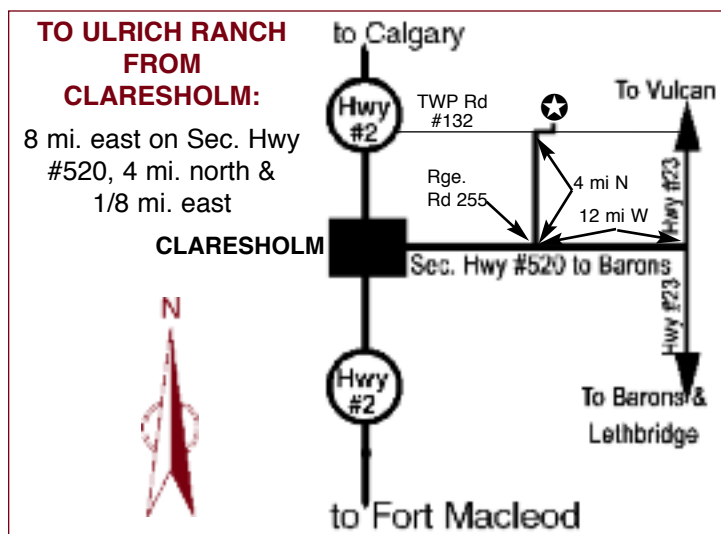 TO ULRICH RANCH
FROM
CLARESHOLM:
8 mi. east on Sec. Hwy
#520, 4 mi. north &
1/8 mi. east
N
to Calgary
Hwy
#2
TWP Rd
#132
To Vulcan
Rge.
Rd 255
4 mi N
12 mi W
Hwy #23
CLARESHOLM
Sec. Hwy #520 to Barons
Hwy #23
Hwy
#2
To Barons &
Lethbridge
to Fort Macleod